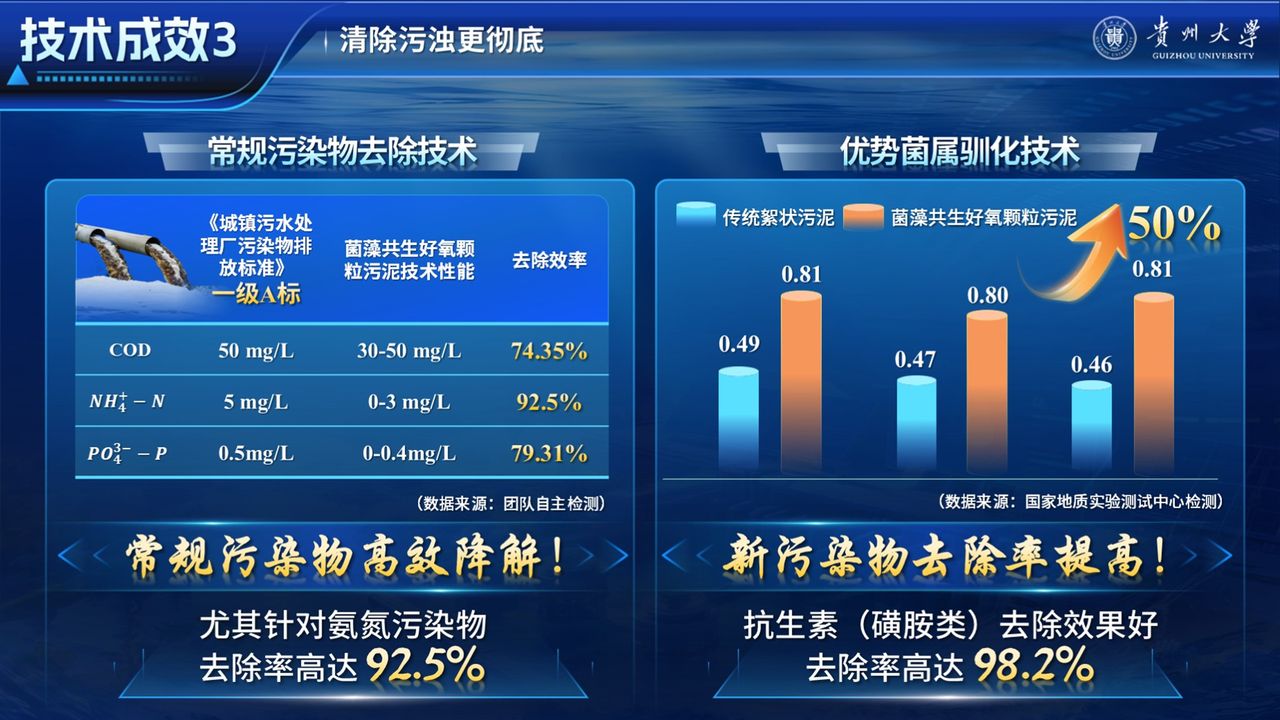 技术成效3
清除污浊更彻底
貴州大学
GUIZHOU UNIVERSITY
常规污染物去除技术
《城镇污水处
理厂污染物排
放标准》
一级A标
菌藻共生好氧颗
粒污泥技术性能
去除效率
COD 50 mg/L 30-50 mg/L 74.35%
NH₄⁺ − N 5 mg/L 0-3 mg/L 92.5%
PO₄³⁻ − P 0.5mg/L 0-0.4mg/L 79.31%
（数据来源：团队自主检测）
常规污染物高效降解！
尤其针对氨氮污染物
去除率高达 92.5%
优势菌属驯化技术
传统絮状污泥 菌藻共生好氧颗粒污泥
50%
0.49 0.81 0.47 0.80 0.46 0.81
（数据来源：国家地质实验测试中心检测）
新污染物去除率提高！
抗生素（磺胺类）去除效果好
去除率高达 98.2%